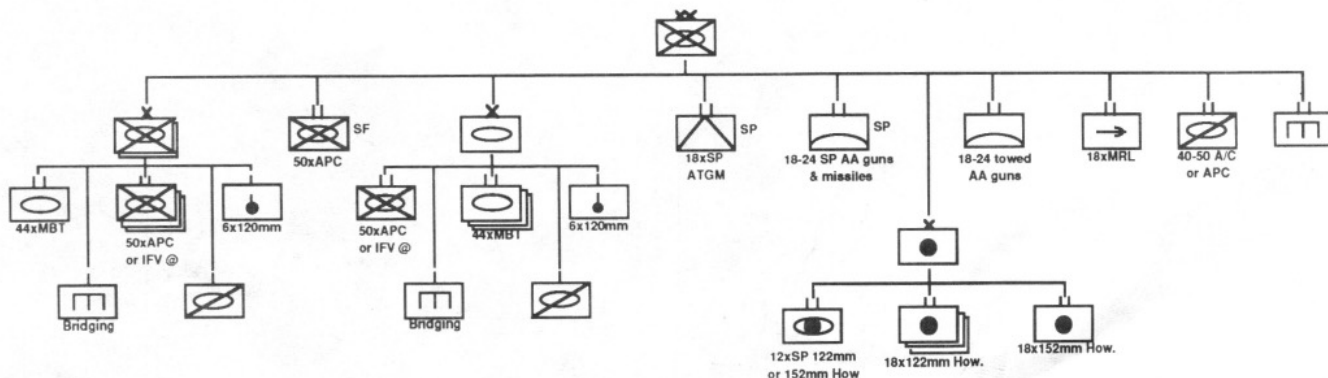 SF
50xAPC
SP
18xSP
ATGM
SP
18-24 SP AA guns
& missiles
18-24 towed
AA guns
18xMRL
40-50 A/C
or APC
44xMBT
50xAPC
or IFV @
6x120mm
50xAPC
or IFV @
44xMBT
6x120mm
Bridging
Bridging
12xSP 122mm
or 152mm How
18x122mm How.
18x152mm How.